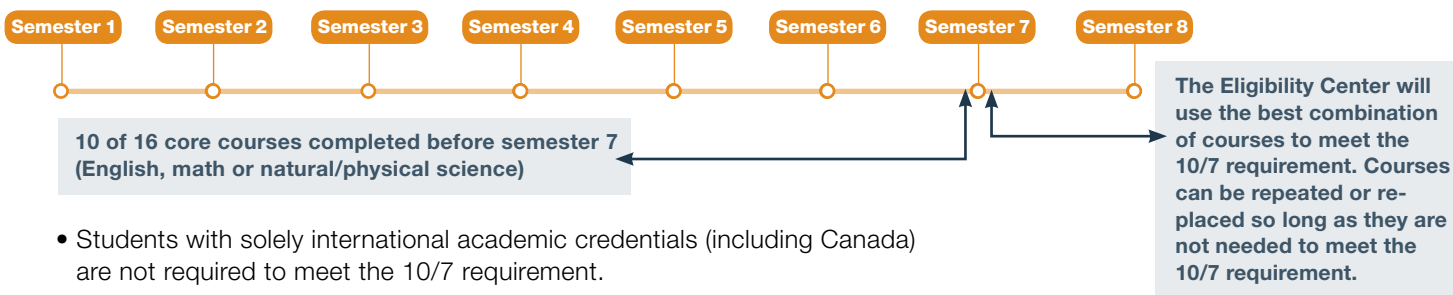 Semester 1 Semester 2 Semester 3 Semester 4 Semester 5 Semester 6 Semester 7 Semester 8
10 of 16 core courses completed before semester 7
(English, math or natural/physical science)
The Eligibility Center will
use the best combination
of courses to meet the
10/7 requirement. Courses
can be repeated or re-
placed so long as they are
not needed to meet the
10/7 requirement.
• Students with solely international academic credentials (including Canada)
are not required to meet the 10/7 requirement.